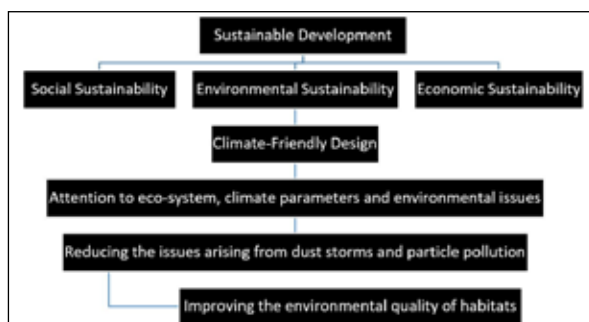 Sustainable Development
Social Sustainability
Environmental Sustainability
Economic Sustainability
Climate-Friendly Design
Attention to eco-system, climate parameters and environmental issues
Reducing the issues arising from dust storms and particle pollution
Improving the environmental quality of habitats